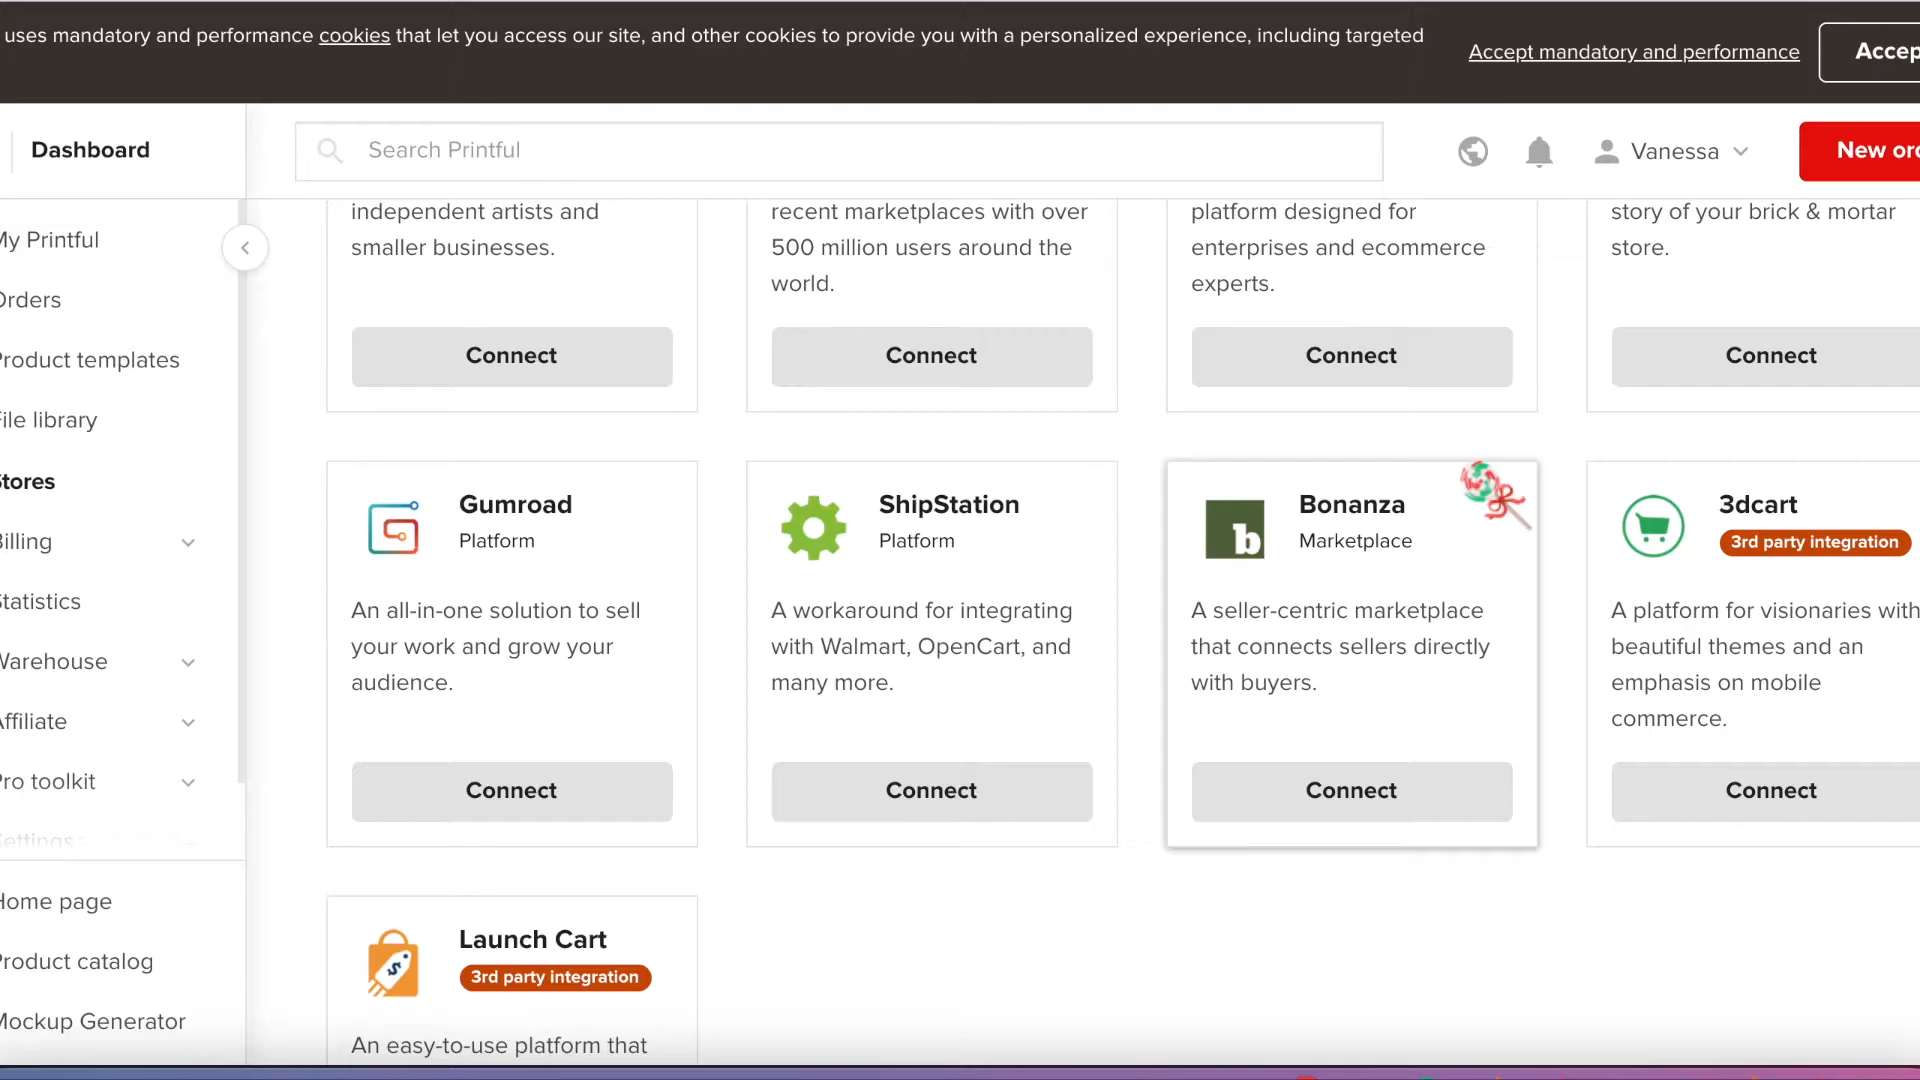 uses mandatory and performance cookies that let you access our site, and other cookies to provide you with a personalized experience, including targeted
Accept mandatory and performance
Accep
Dashboard
Search Printful
Vanessa
New ord
My Printful
Orders
Product templates
File library
Stores
Billing
Statistics
Warehouse
Affiliate
Pro toolkit
Settings
Home page
Product catalog
Mockup Generator
independent artists and
smaller businesses.
Connect
recent marketplaces with over
500 million users around the
world.
Connect
platform designed for
enterprises and ecommerce
experts.
Connect
story of your brick & mortar
store.
Connect
Gumroad
Platform
An all-in-one solution to sell
your work and grow your
audience.
Connect
ShipStation
Platform
A workaround for integrating
with Walmart, OpenCart, and
many more.
Connect
b
Bonanza
Marketplace
A seller-centric marketplace
that connects sellers directly
with buyers.
Connect
3dcart
3rd party integration
A platform for visionaries with
beautiful themes and an
emphasis on mobile
commerce.
Connect
$
Launch Cart
3rd party integration
An easy-to-use platform that